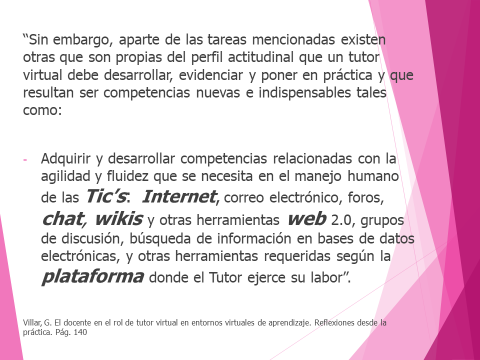 “Sin embargo, aparte de las tareas mencionadas existen
otras que son propias del perfil actitudinal que un tutor
virtual debe desarrollar, evidenciar y poner en práctica y que
resultan ser competencias nuevas e indispensables tales
como:
- Adquirir y desarrollar competencias relacionadas con la
agilidad y fluidez que se necesita en el manejo humano
de las Tic’s: Internet, correo electrónico, foros,
chat, wikis y otras herramientas web 2.0, grupos
de discusión, búsqueda de información en bases de datos
electrónicas, y otras herramientas requeridas según la
plataforma donde el Tutor ejerce su labor”.
Villar, G. El docente en el rol de tutor virtual en entornos virtuales de aprendizaje. Reflexiones desde la
práctica. Pág. 140